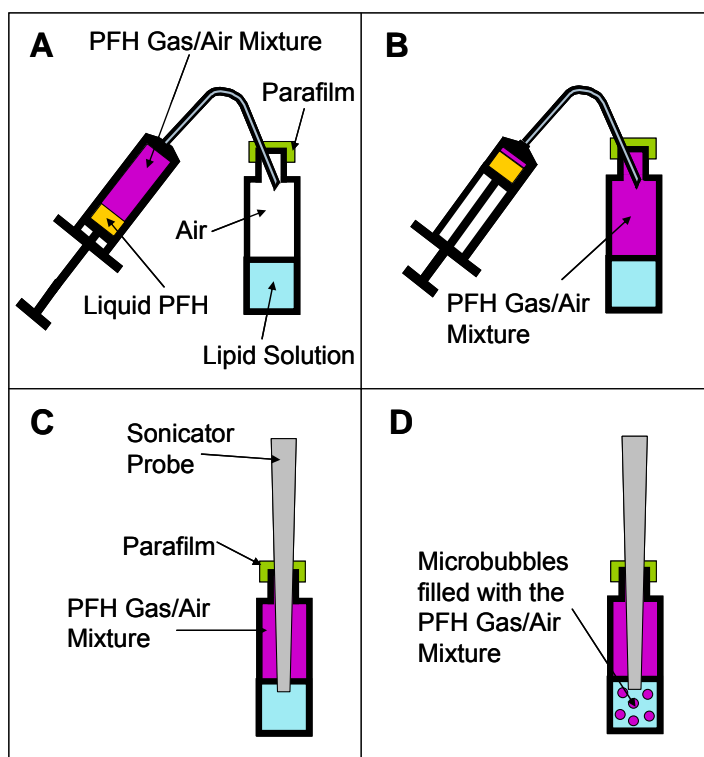 A
PFH Gas/Air Mixture
Parafilm
Air
Liquid PFH
Lipid Solution
B
PFH Gas/Air
Mixture
C
Sonicator
Probe
Parafilm
PFH Gas/Air
Mixture
D
Microbubbles
filled with the
PFH Gas/Air
Mixture